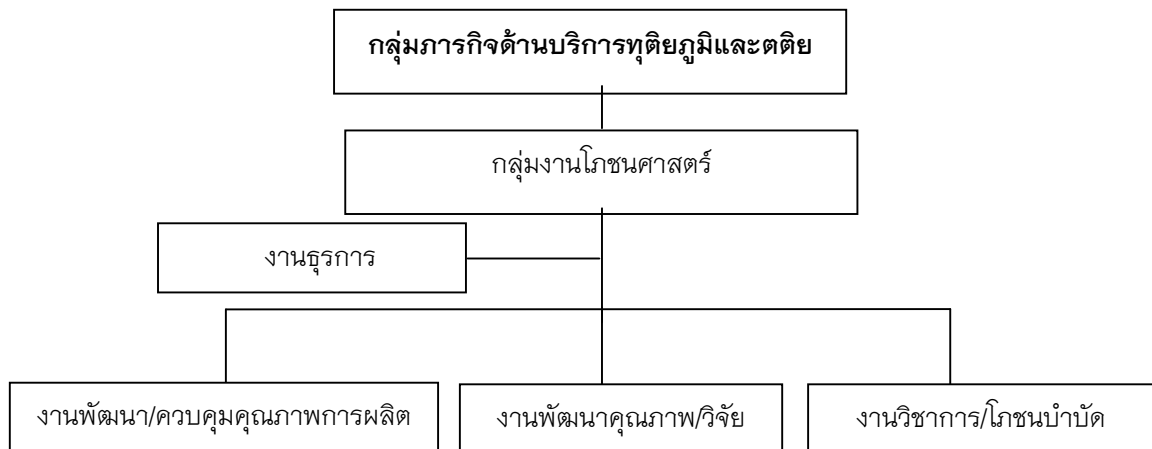 กลุ่มภารกิจด้านบริการทุติยภูมิและตติย
กลุ่มงานโภชนศาสตร์
งานธุรการ
งานพัฒนา/ควบคุมคุณภาพการผลิต
งานพัฒนาคุณภาพ/วิจัย
งานวิชาการ/โภชนบำบัด